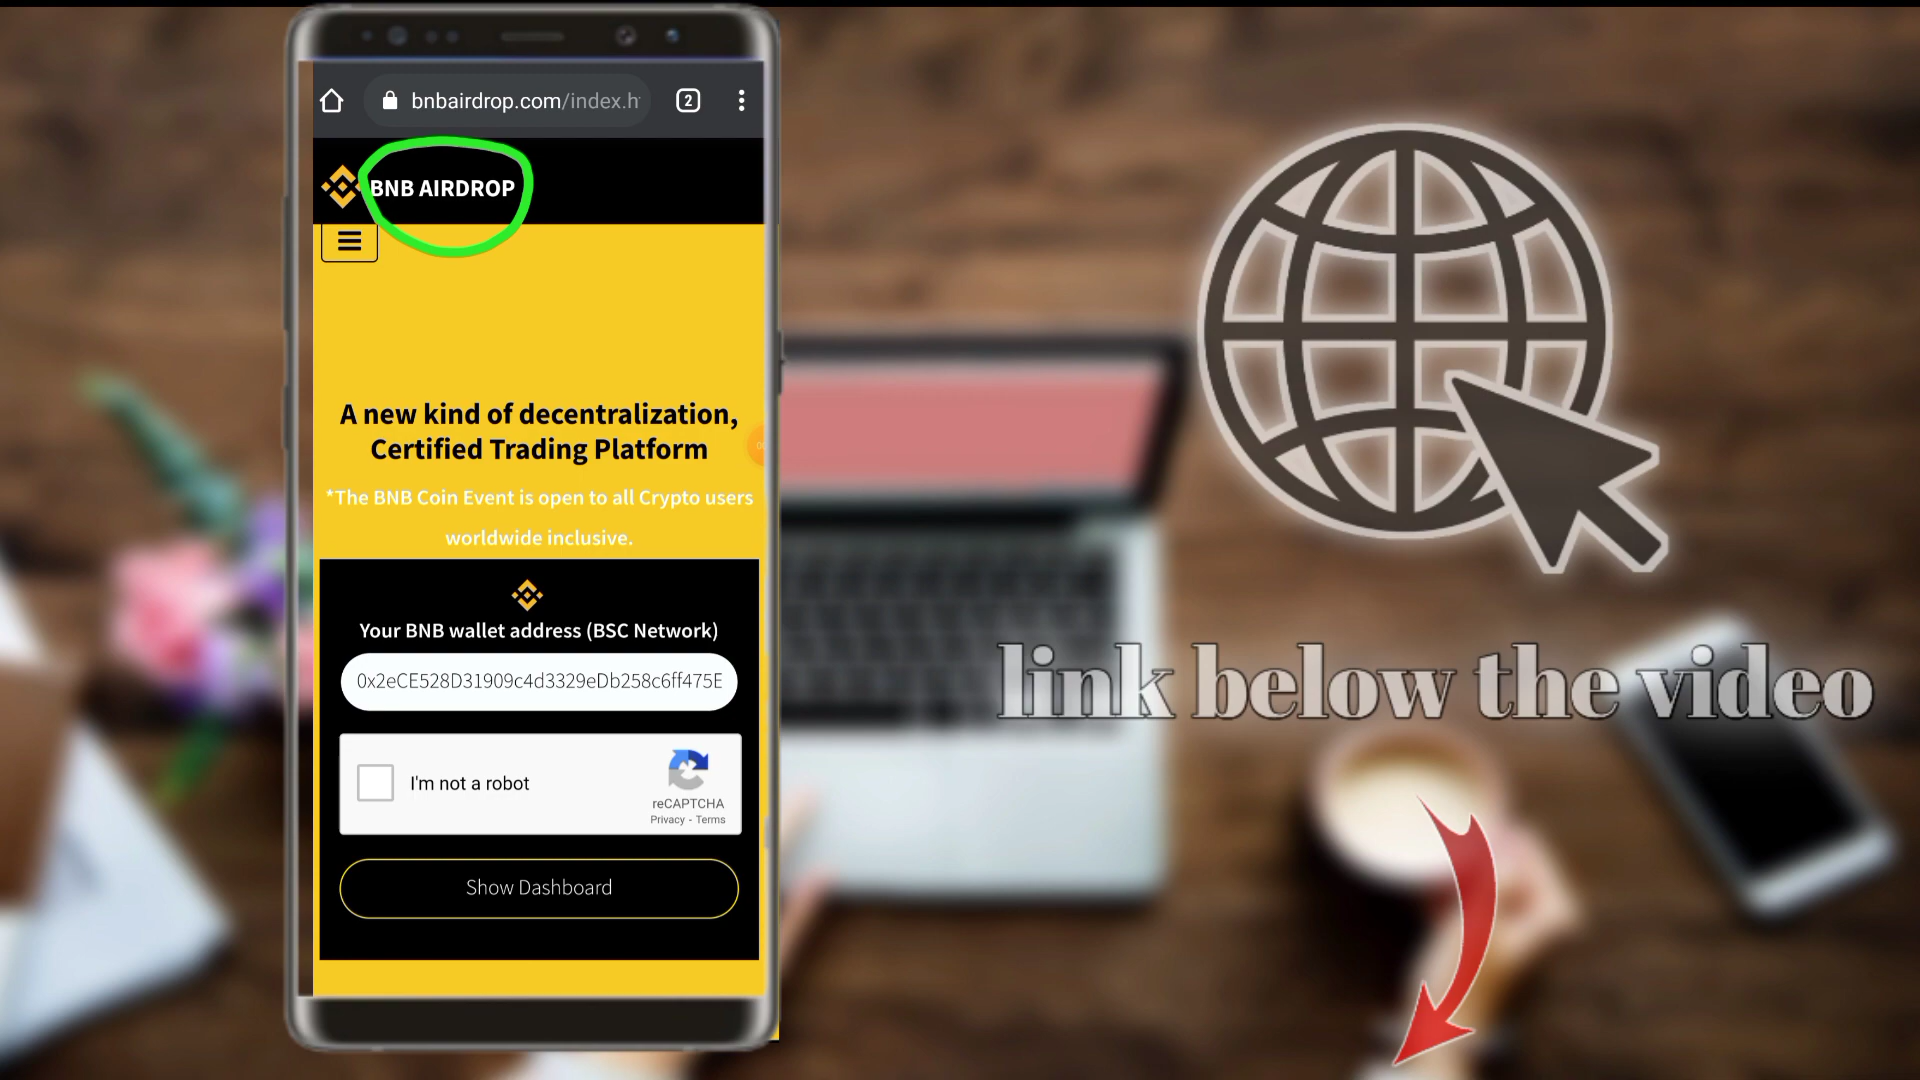 bnbairdrop.com/index.h
2
BNB AIRDROP
A new kind of decentralization,
Certified Trading Platform
*The BNB Coin Event is open to all Crypto users
worldwide inclusive.
Your BNB wallet address (BSC Network)
0x2eCE528D31909c4d3329eDb258c6ff475E
I'm not a robot
reCAPTCHA
Privacy - Terms
Show Dashboard
link below the video